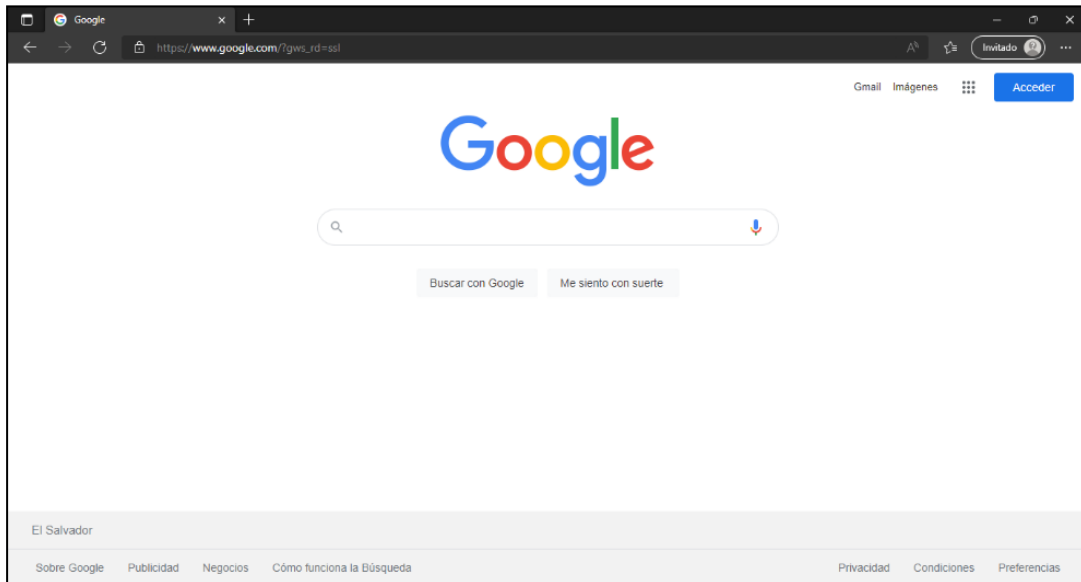 Google
https://www.google.com/?gws_rd=ssl
Invitado
Gmail Imágenes Acceder
Google
Buscar con Google Me siento con suerte
El Salvador
Sobre Google Publicidad Negocios Cómo funciona la Búsqueda Privacidad Condiciones Preferencias